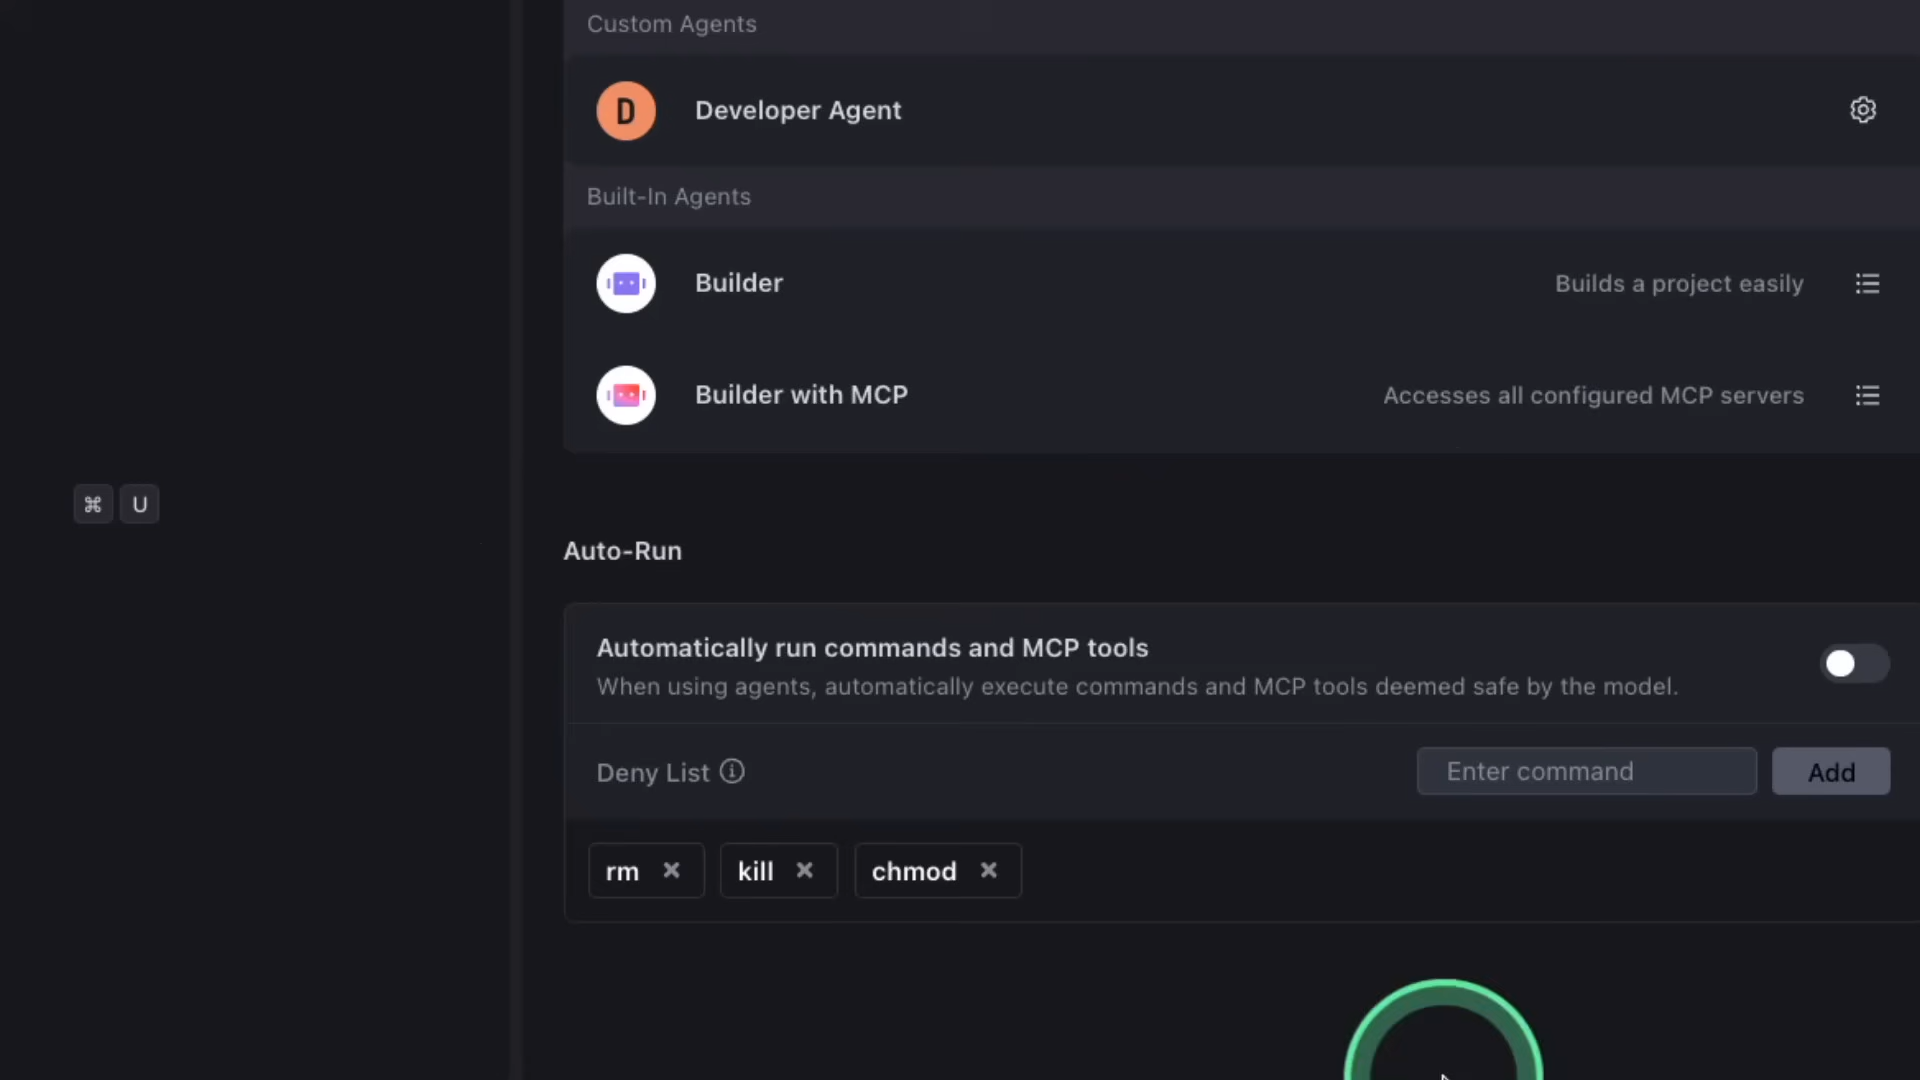 Custom Agents
D Developer Agent
Built-In Agents
Builder Builds a project easily
Builder with MCP Accesses all configured MCP servers
⌘ U
Auto-Run
Automatically run commands and MCP tools
When using agents, automatically execute commands and MCP tools deemed safe by the model.
Deny List Enter command Add
rm kill chmod